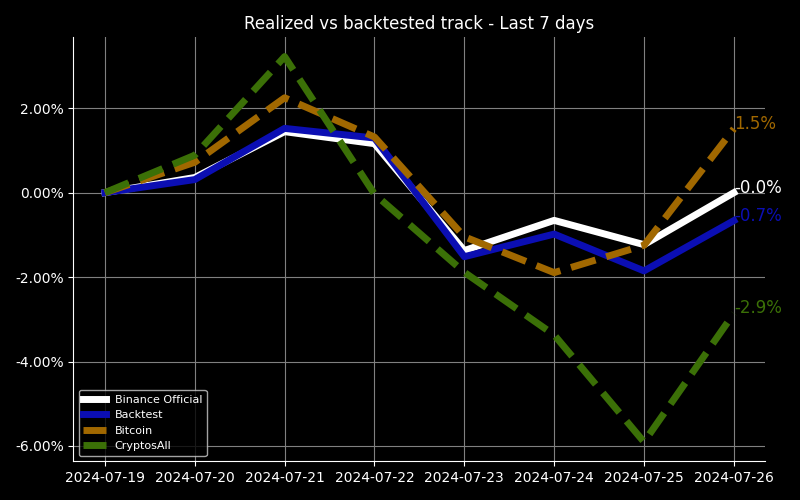 Realized vs backtested track - Last 7 days
2.00%
0.00%
-2.00%
-4.00%
-6.00%
1.5%
-0.0%
-0.7%
-2.9%
Binance Official
Backtest
Bitcoin
CryptosAll
2024-07-19 2024-07-20 2024-07-21 2024-07-22 2024-07-23 2024-07-24 2024-07-25 2024-07-26